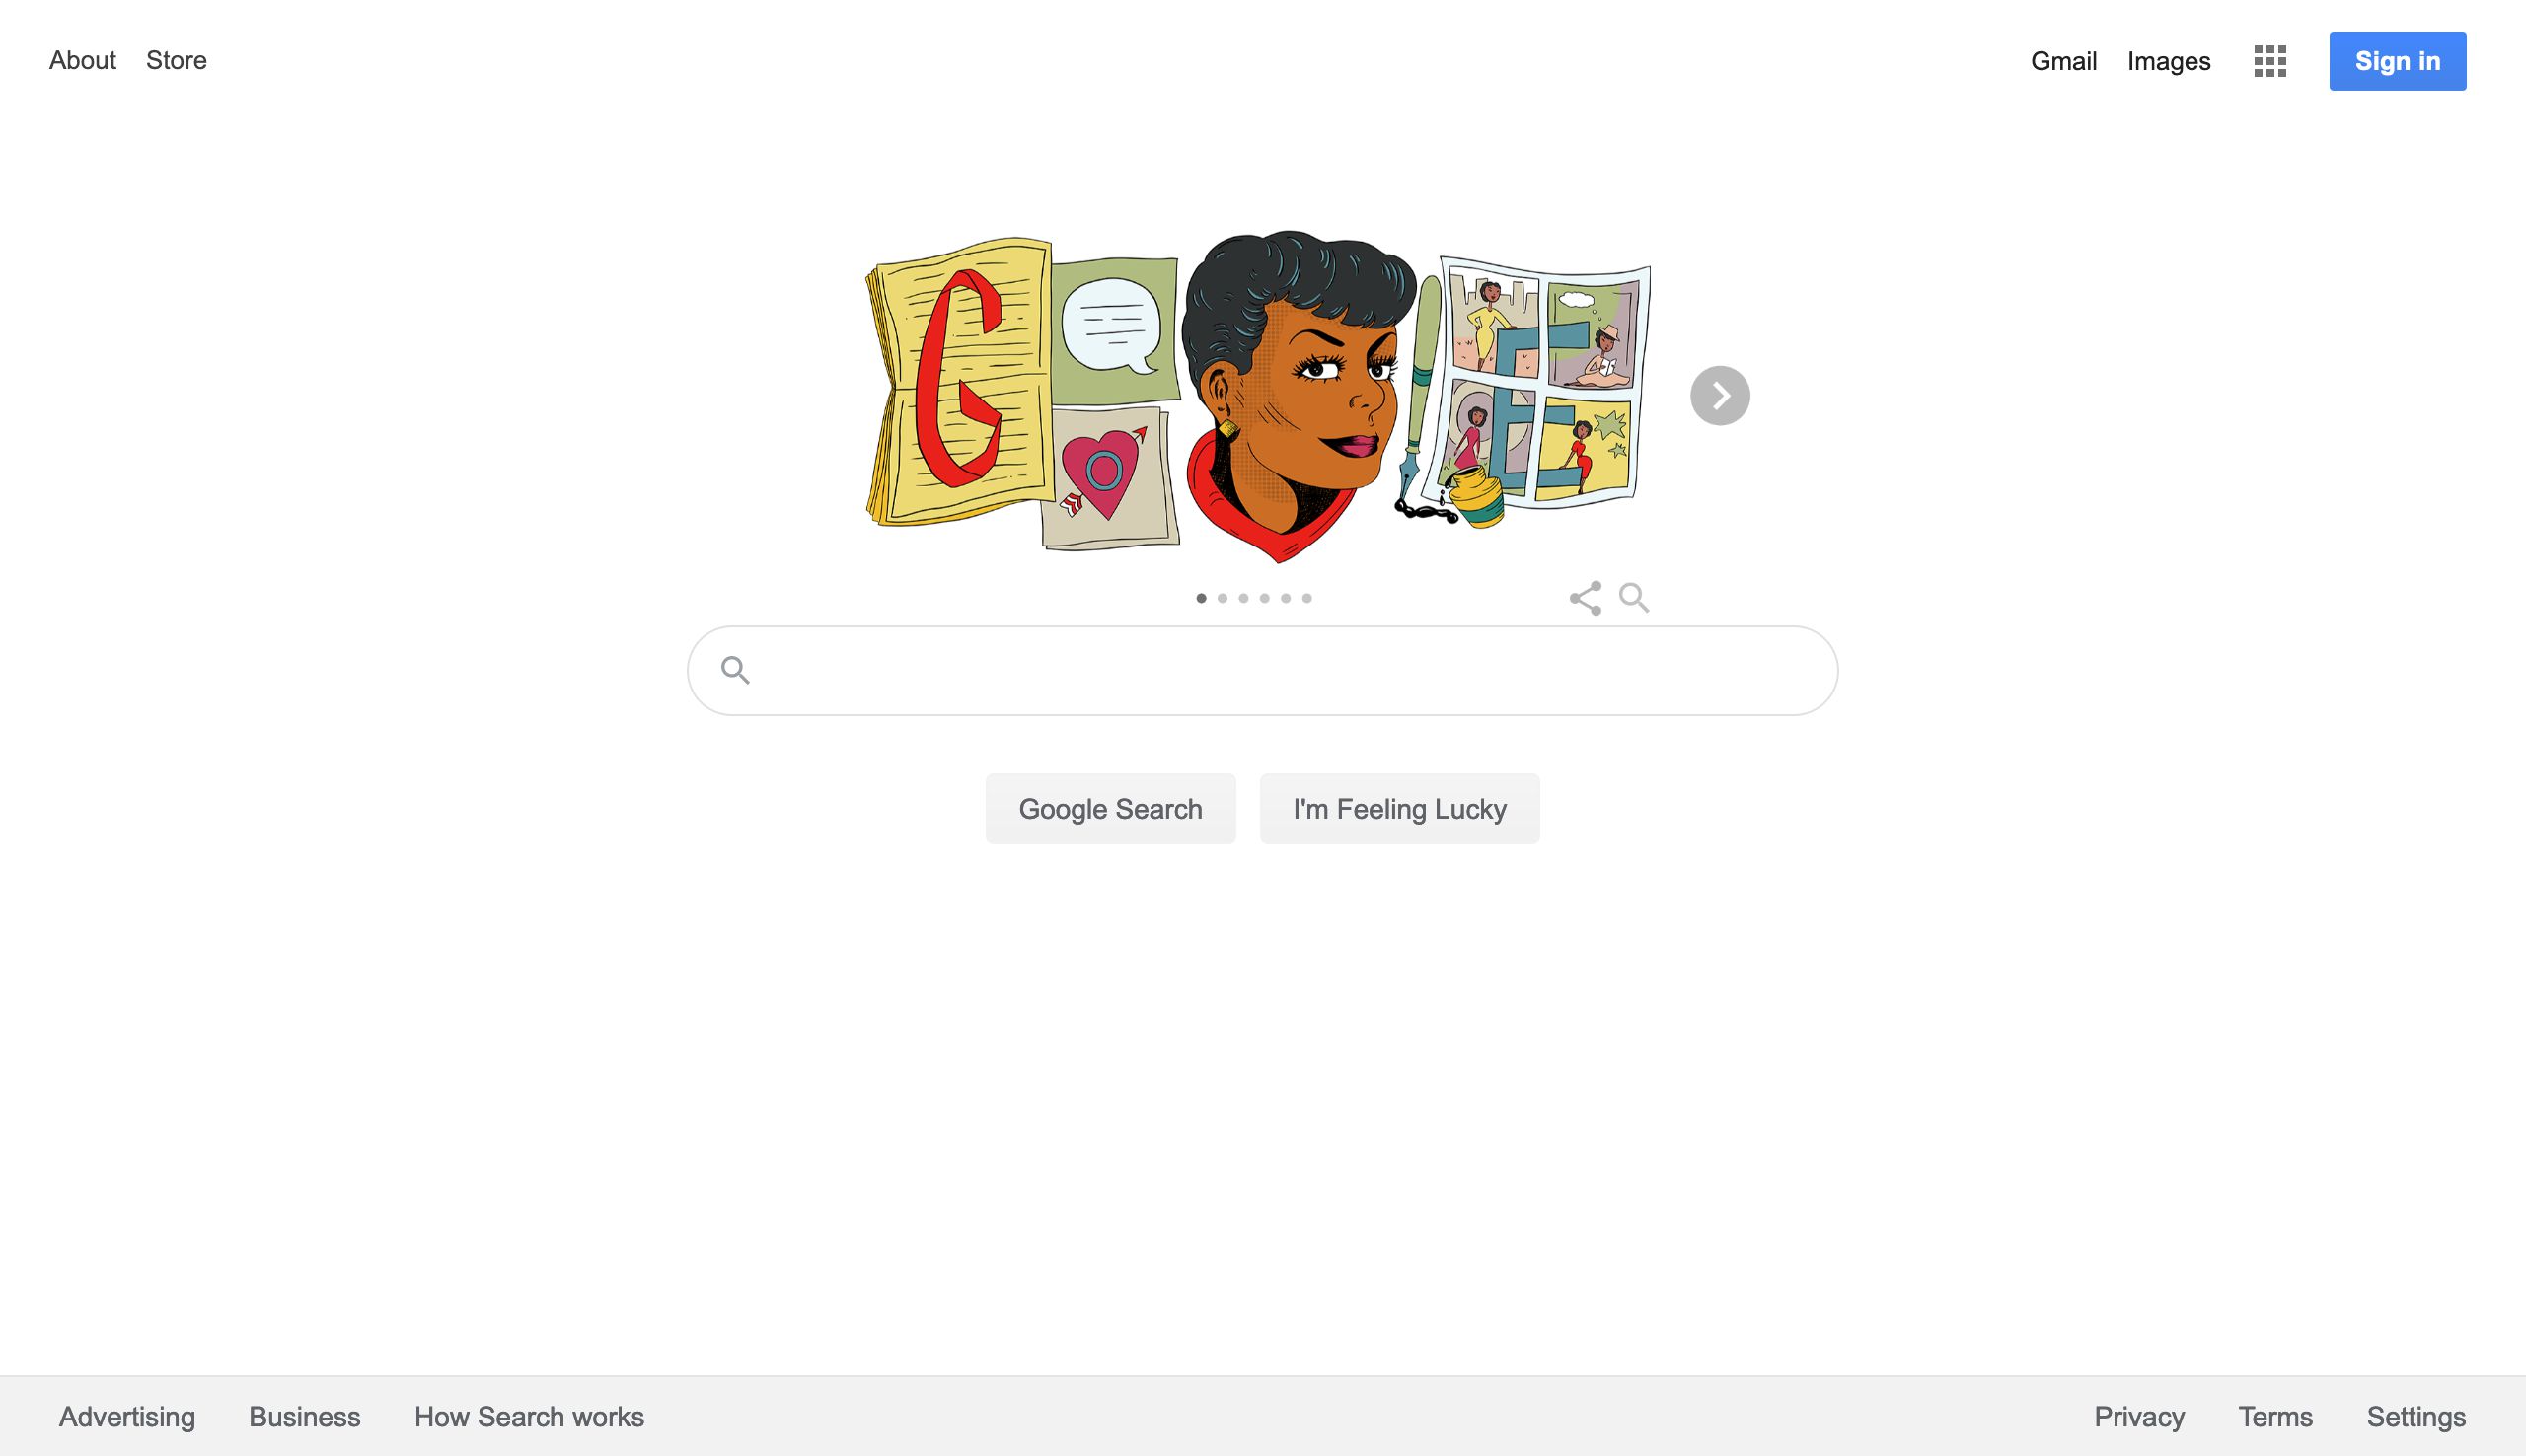 About Store
Gmail Images Sign in
Google Search I'm Feeling Lucky
Advertising Business How Search works
Privacy Terms Settings